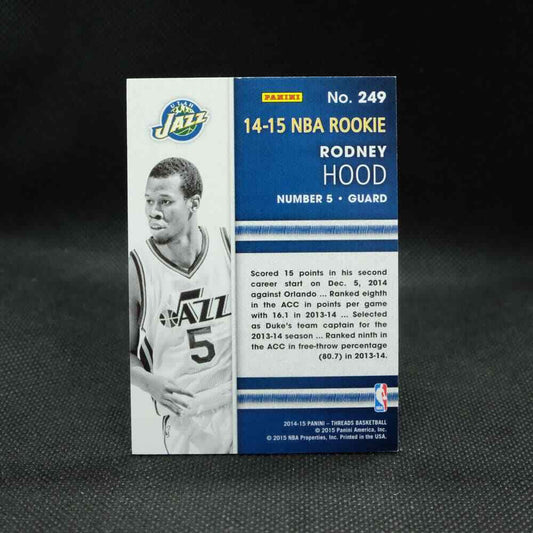 UTAH
JAZZ
PANINI
No. 249
14-15 NBA ROOKIE
RODNEY
HOOD
NUMBER 5 • GUARD
JAZZ
5
Scored 15 points in his second
career start on Dec. 5, 2014
against Orlando ... Ranked eighth
in the ACC in points per game
with 16.1 in 2013-14 ... Selected
as Duke's team captain for the
2013-14 season ... Ranked ninth in
the ACC in free-throw percentage
(80.7) in 2013-14.
2014-15 PANINI – THREADS BASKETBALL
© 2015 Panini America, Inc.
© 2015 NBA Properties, Inc. Printed in the USA.